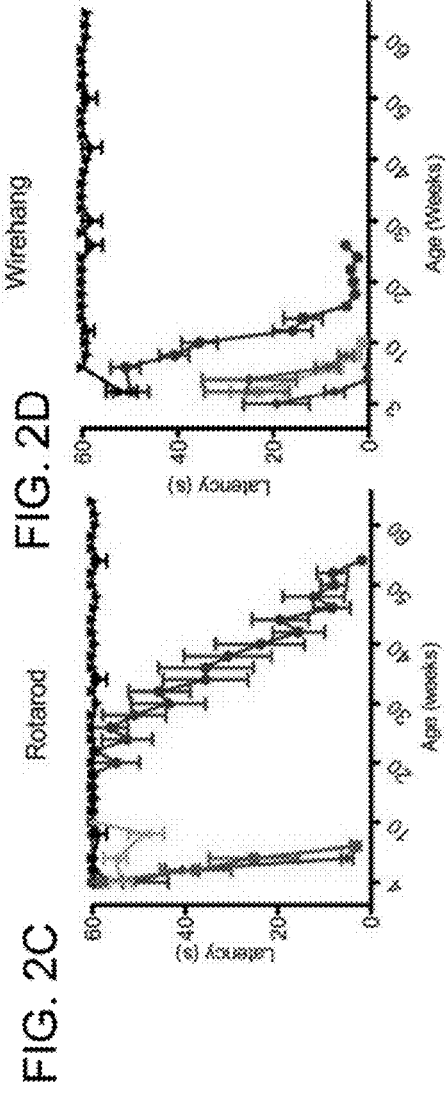 FIG. 2C
Rotarod
Latency (s)
60
40
20
0
4 10 20 30 40 50 60
Age (weeks)
FIG. 2D
Wirehang
Latency (s)
60
40
20
0
10 20 30 40 50 60
Age (Weeks)